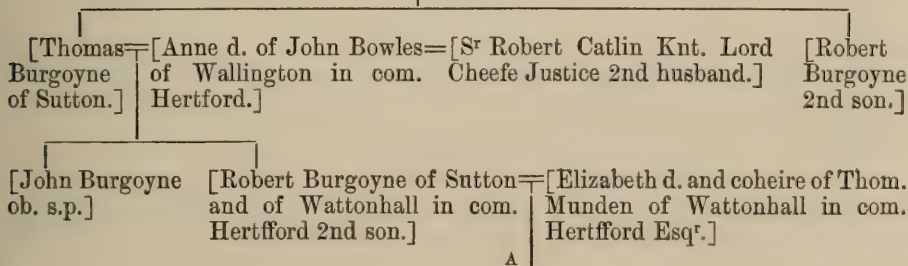 [Thomas=[Anne d. of John Bowles=[Sʳ Robert Catlin Knt. Lord [Robert
Burgoyne of Wallington in com. Cheefe Justice 2nd husband.] Burgoyne
of Sutton.] Hertford.] 2nd son.]
[John Burgoyne [Robert Burgoyne of Sutton=[Elizabeth d. and coheire of Thom.
ob. s.p.] and of Wattonhall in com. Munden of Wattonhall in com.
Hertfford 2nd son.] Hertfford Esqʳ.]
A